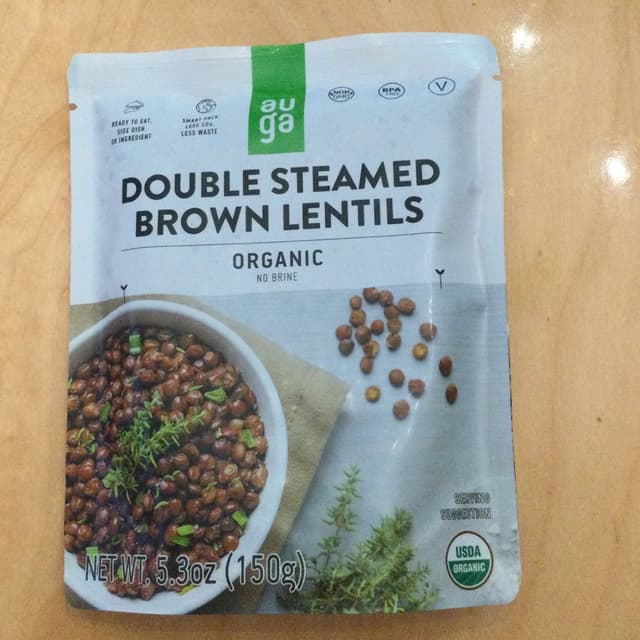 au
ga
NON
GMO
BPA
FREE
V
READY TO EAT,
SIDE DISH
OR INGREDIENT
SMART PACK,
LESS CO₂,
LESS WASTE
DOUBLE STEAMED
BROWN LENTILS
ORGANIC
NO BRINE
SERVING
SUGGESTION
USDA
ORGANIC
NET WT. 5.3oz (150g)